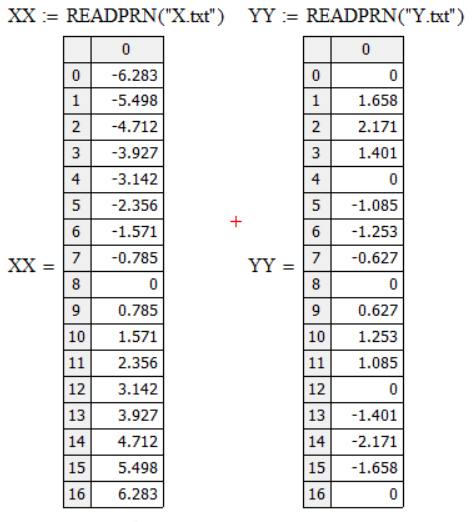 XX := READPRN("X.txt") YY := READPRN("Y.txt")
0 0
0 -6.283 0 0
1 -5.498 1 1.658
2 -4.712 2 2.171
3 -3.927 3 1.401
4 -3.142 4 0
5 -2.356 5 -1.085
6 -1.571 + 6 -1.253
XX = 7 -0.785 YY = 7 -0.627
8 0 8 0
9 0.785 9 0.627
10 1.571 10 1.253
11 2.356 11 1.085
12 3.142 12 0
13 3.927 13 -1.401
14 4.712 14 -2.171
15 5.498 15 -1.658
16 6.283 16 0